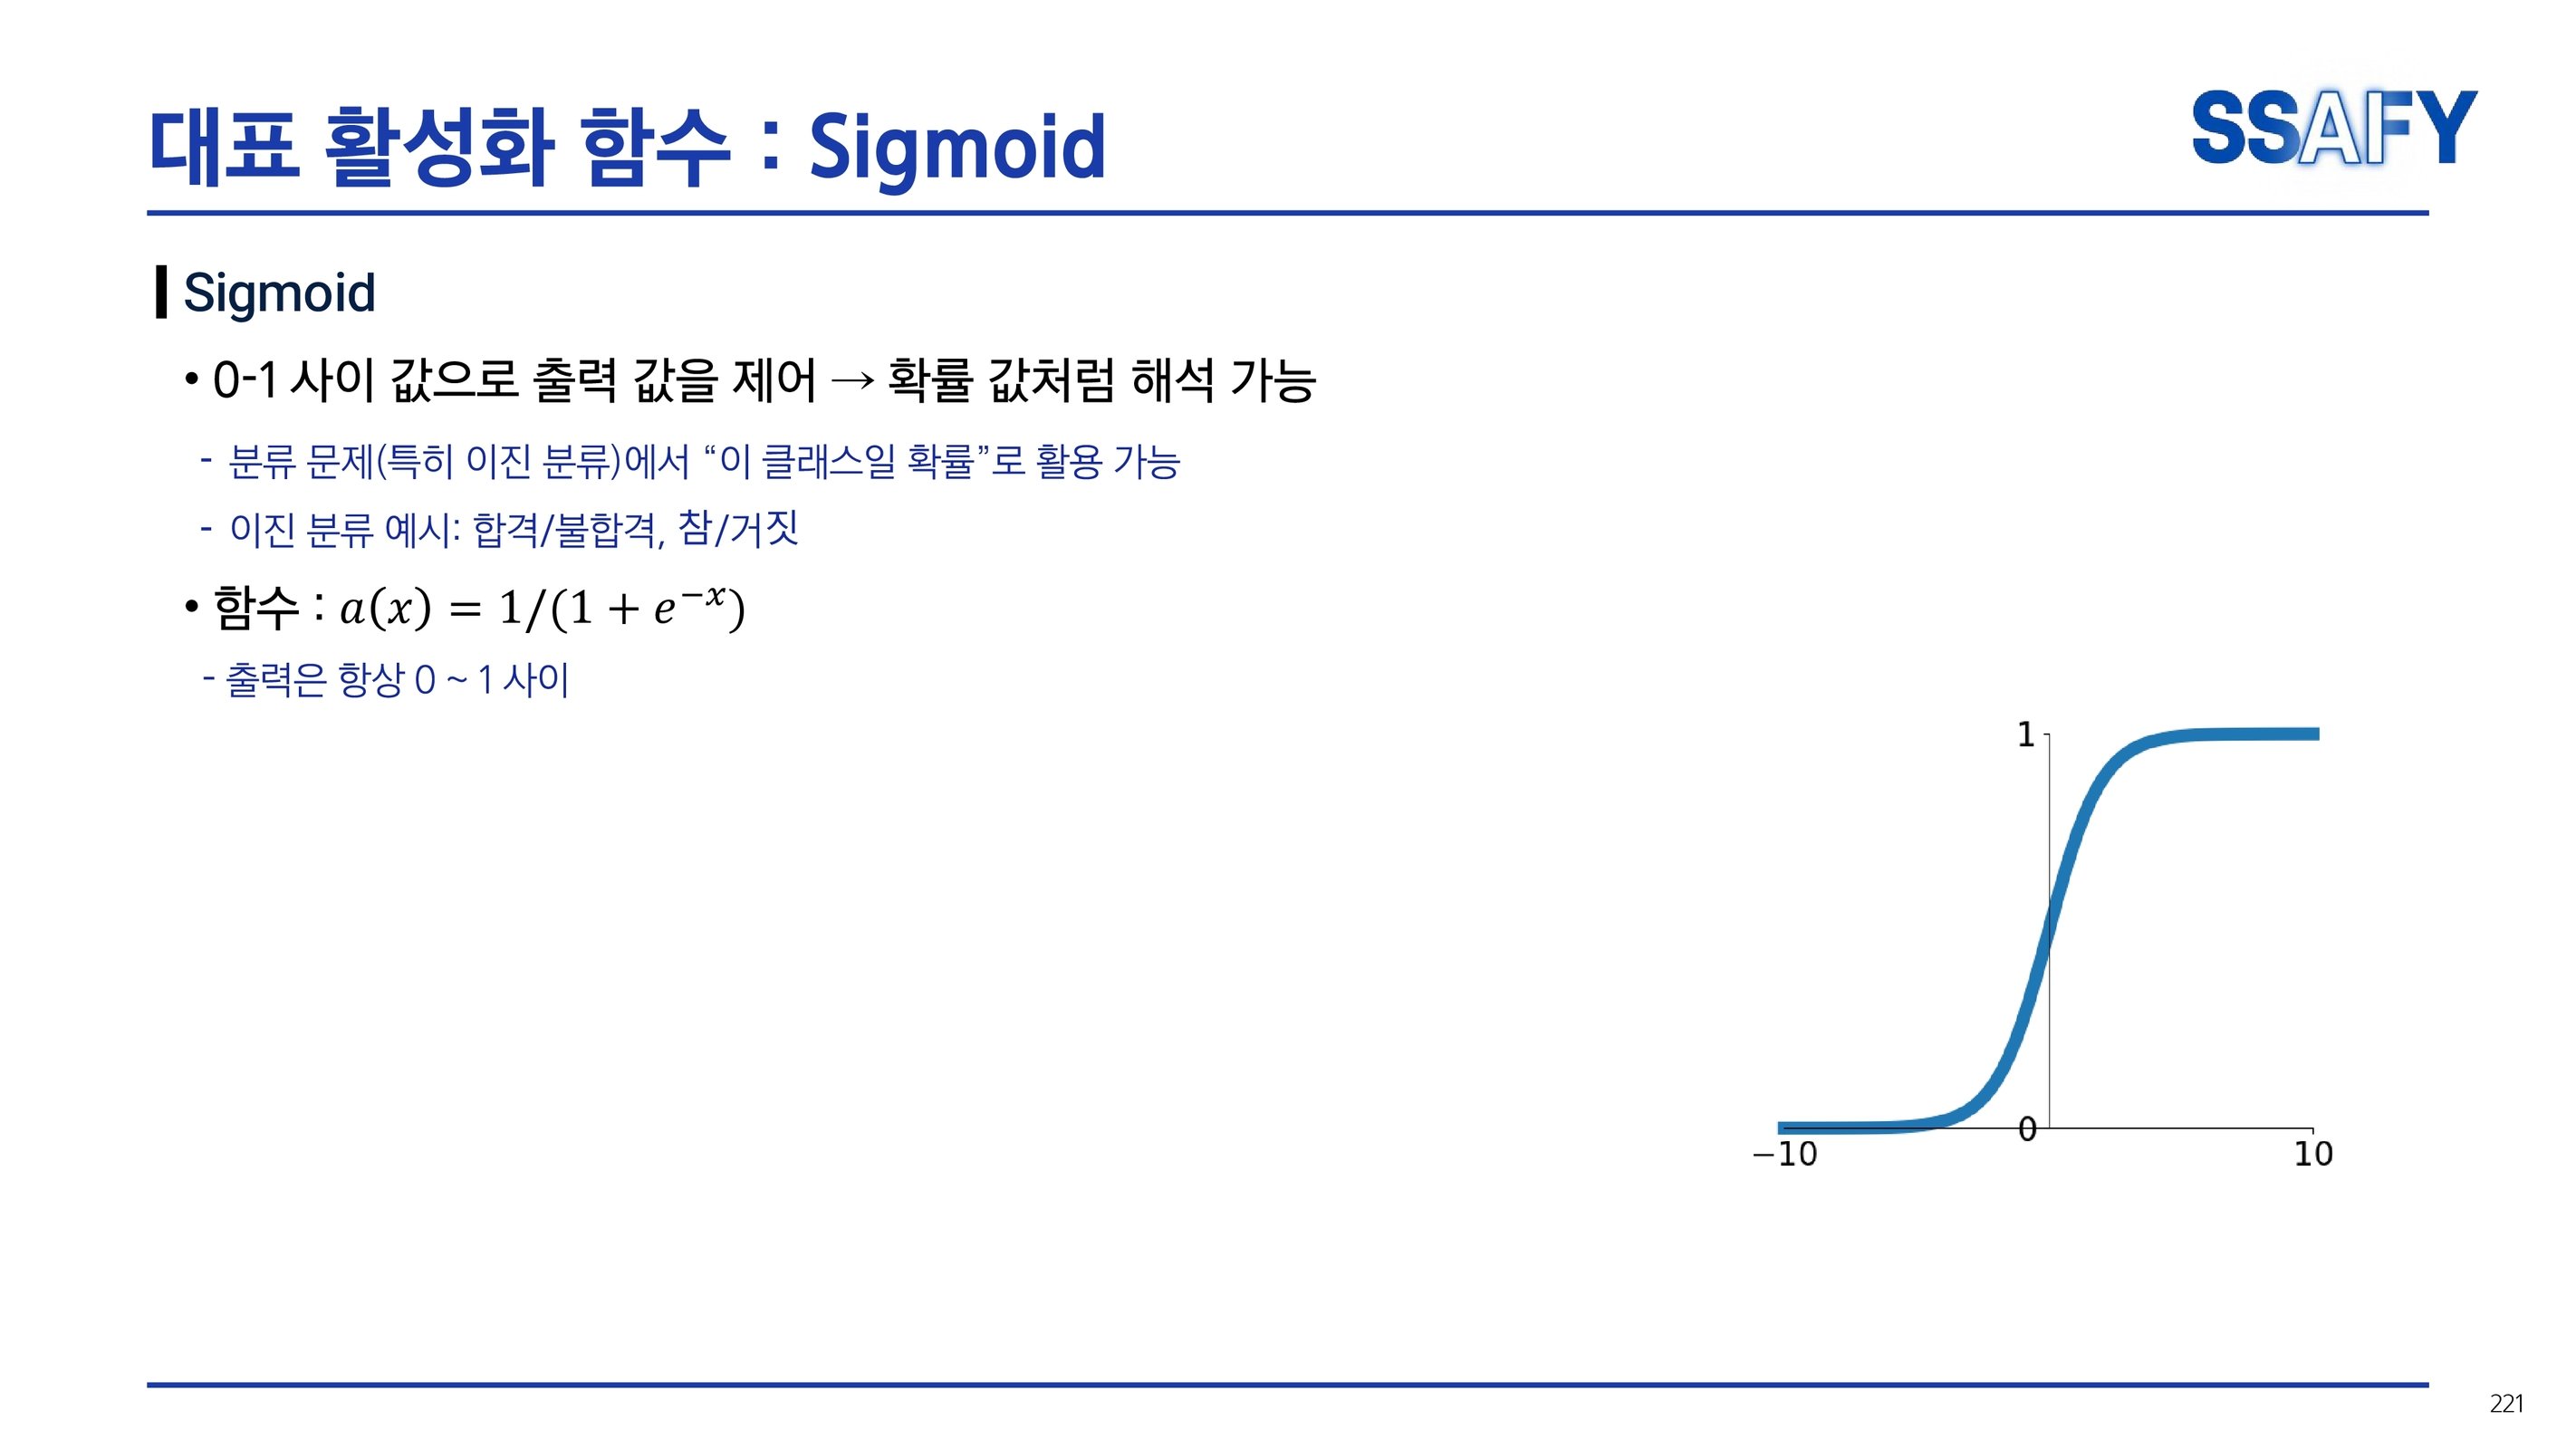 대표 활성화 함수 : Sigmoid
SSAFY
Sigmoid
• 0-1 사이 값으로 출력 값을 제어 → 확률 값처럼 해석 가능
- 분류 문제(특히 이진 분류)에서 “이 클래스일 확률”로 활용 가능
- 이진 분류 예시: 합격/불합격, 참/거짓
• 함수 : a(x) = 1/(1 + e⁻ˣ)
- 출력은 항상 0 ~ 1 사이
1
0
−10 10
221